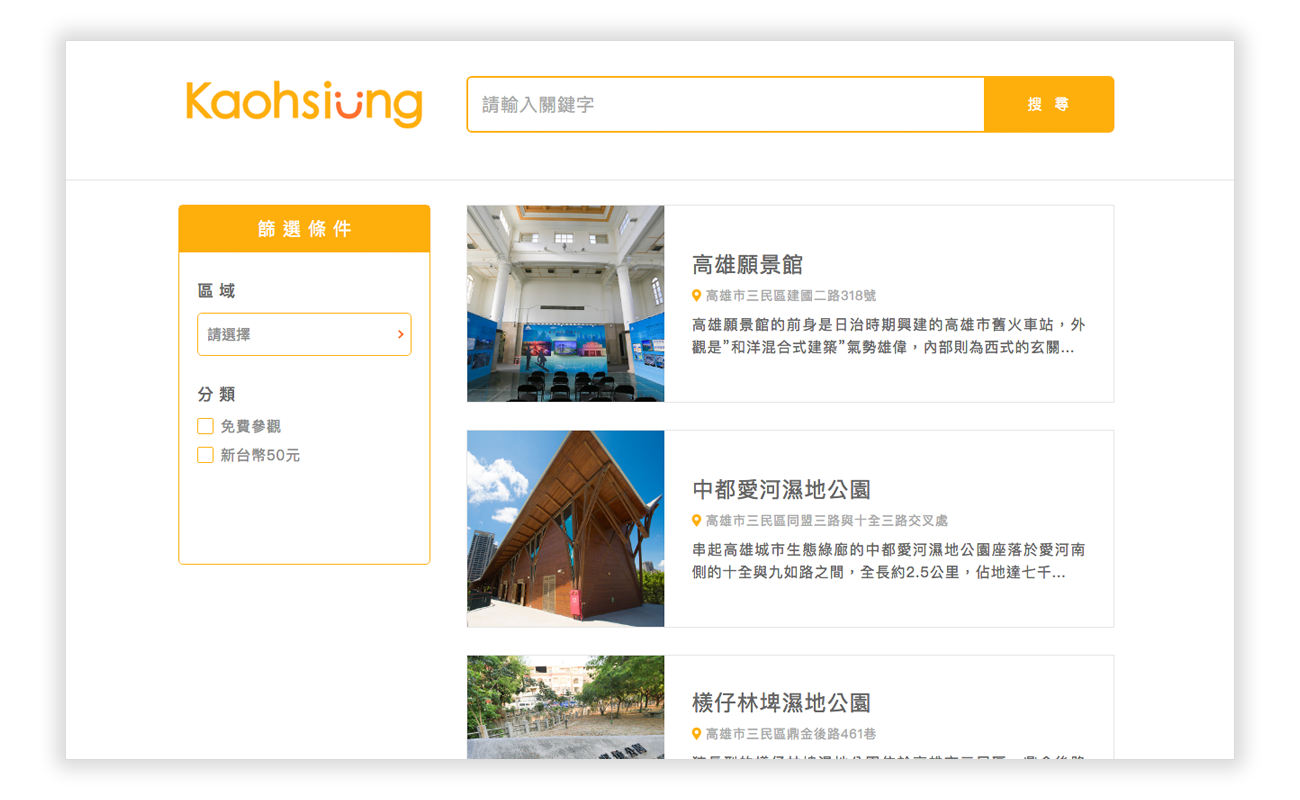 Kaohsiung
請輸入關鍵字
搜尋
篩選條件
區域
請選擇
分類
免費參觀
新台幣50元
高雄願景館
高雄市三民區建國二路318號
高雄願景館的前身是日治時期興建的高雄市舊火車站，外
觀是”和洋混合式建築”氣勢雄偉，內部則為西式的玄關...
中都愛河濕地公園
高雄市三民區同盟三路與十全三路交叉處
串起高雄城市生態綠廊的中都愛河濕地公園座落於愛河南
側的十全與九如路之間，全長約2.5公里，佔地達七千...
檨仔林埤濕地公園
高雄市三民區鼎金後路461巷